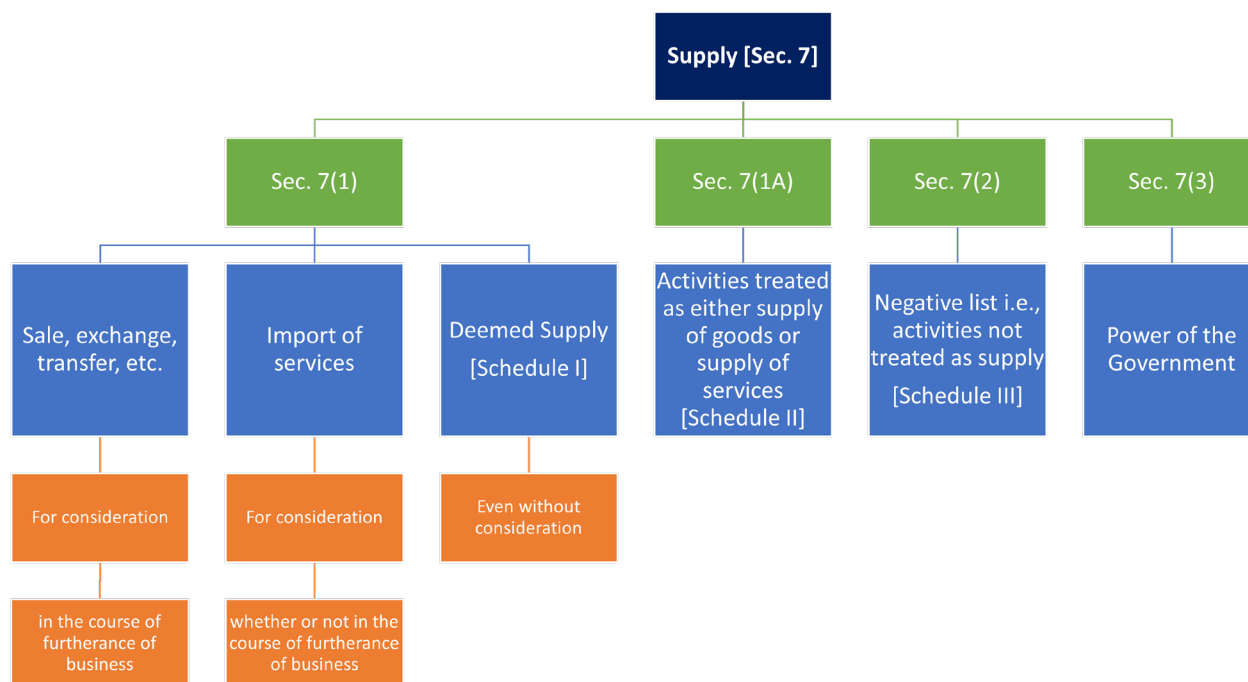 Supply [Sec. 7]
Sec. 7(1)
Sec. 7(1A)
Sec. 7(2)
Sec. 7(3)
Sale, exchange,
transfer, etc.
Import of
services
Deemed Supply
[Schedule I]
Activities treated
as either supply
of goods or
supply of
services
[Schedule II]
Negative list i.e.,
activities not
treated as supply
[Schedule III]
Power of the
Government
For consideration
For consideration
Even without
consideration
in the course of
furtherance of
business
whether or not in the
course of furtherance
of business